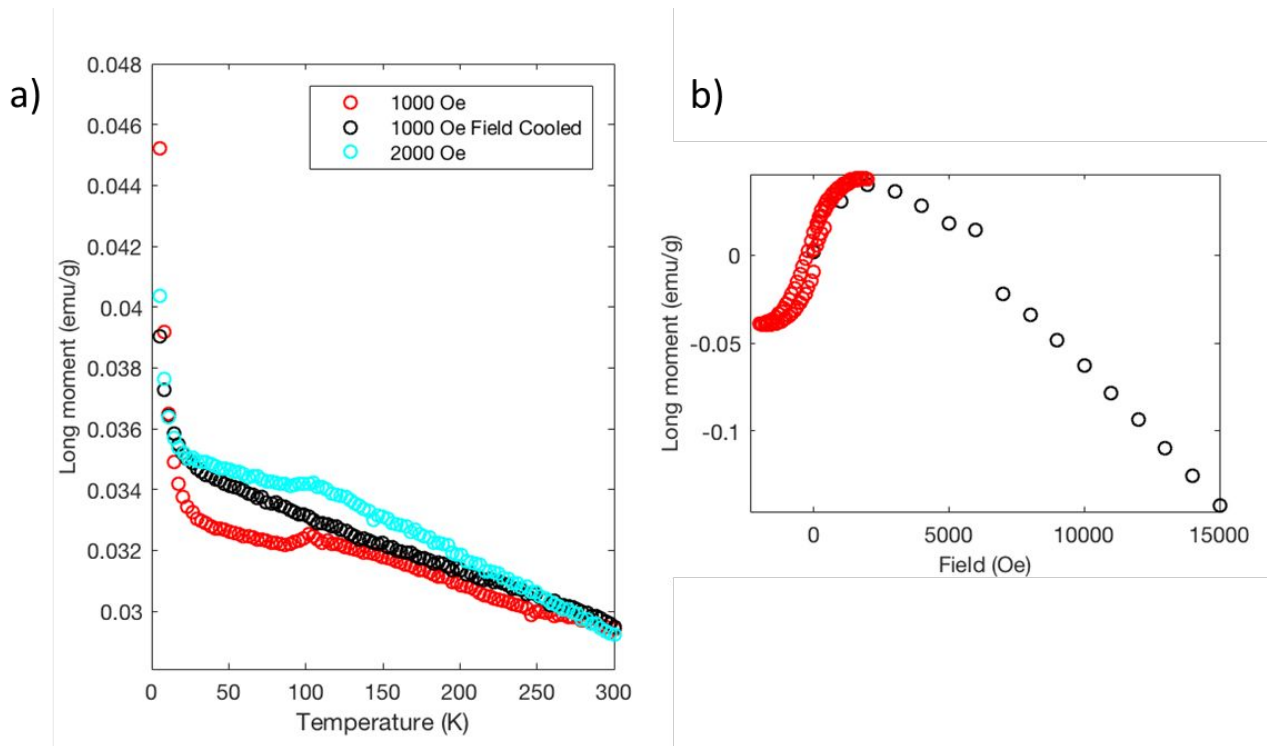 a)
0.048
0.046
0.044
0.042
0.04
0.038
0.036
0.034
0.032
0.03
Long moment (emu/g)
1000 Oe
1000 Oe Field Cooled
2000 Oe
0 50 100 150 200 250 300
Temperature (K)
b)
0
-0.05
-0.1
Long moment (emu/g)
0 5000 10000 15000
Field (Oe)